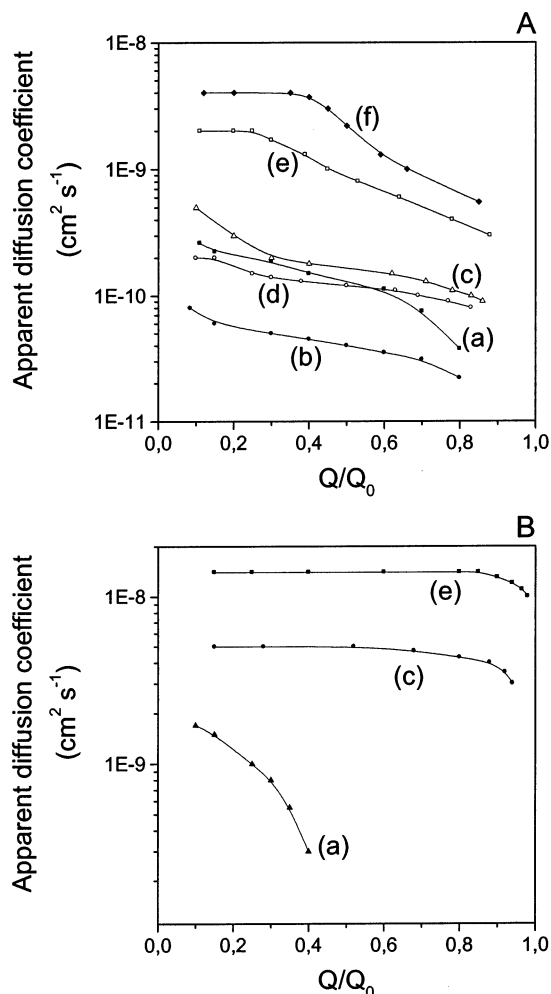 A
Apparent diffusion coefficient
(cm² s⁻¹)
1E-8
1E-9
1E-10
1E-11
(f)
(e)
(c)
(d)
(a)
(b)
0,0 0,2 0,4 0,6 0,8 1,0
Q/Q₀
B
Apparent diffusion coefficient
(cm² s⁻¹)
1E-8
1E-9
(e)
(c)
(a)
0,0 0,2 0,4 0,6 0,8 1,0
Q/Q₀